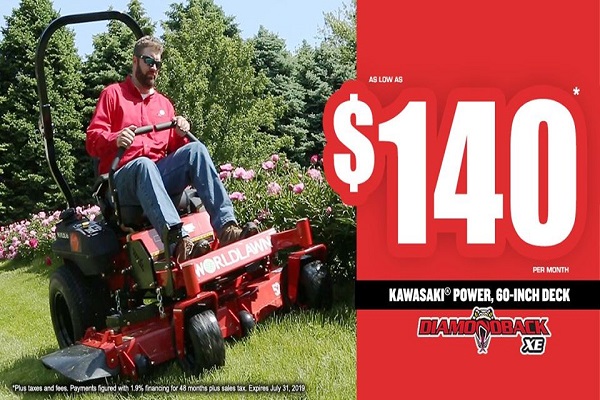 AS LOW AS
$140*
PER MONTH
KAWASAKI® POWER, 60-INCH DECK
DIAMONDBACK
XE
WORLDLAWN
*Plus taxes and fees. Payments figured with 1.9% financing for 48 months plus sales tax. Expires July 31, 2019